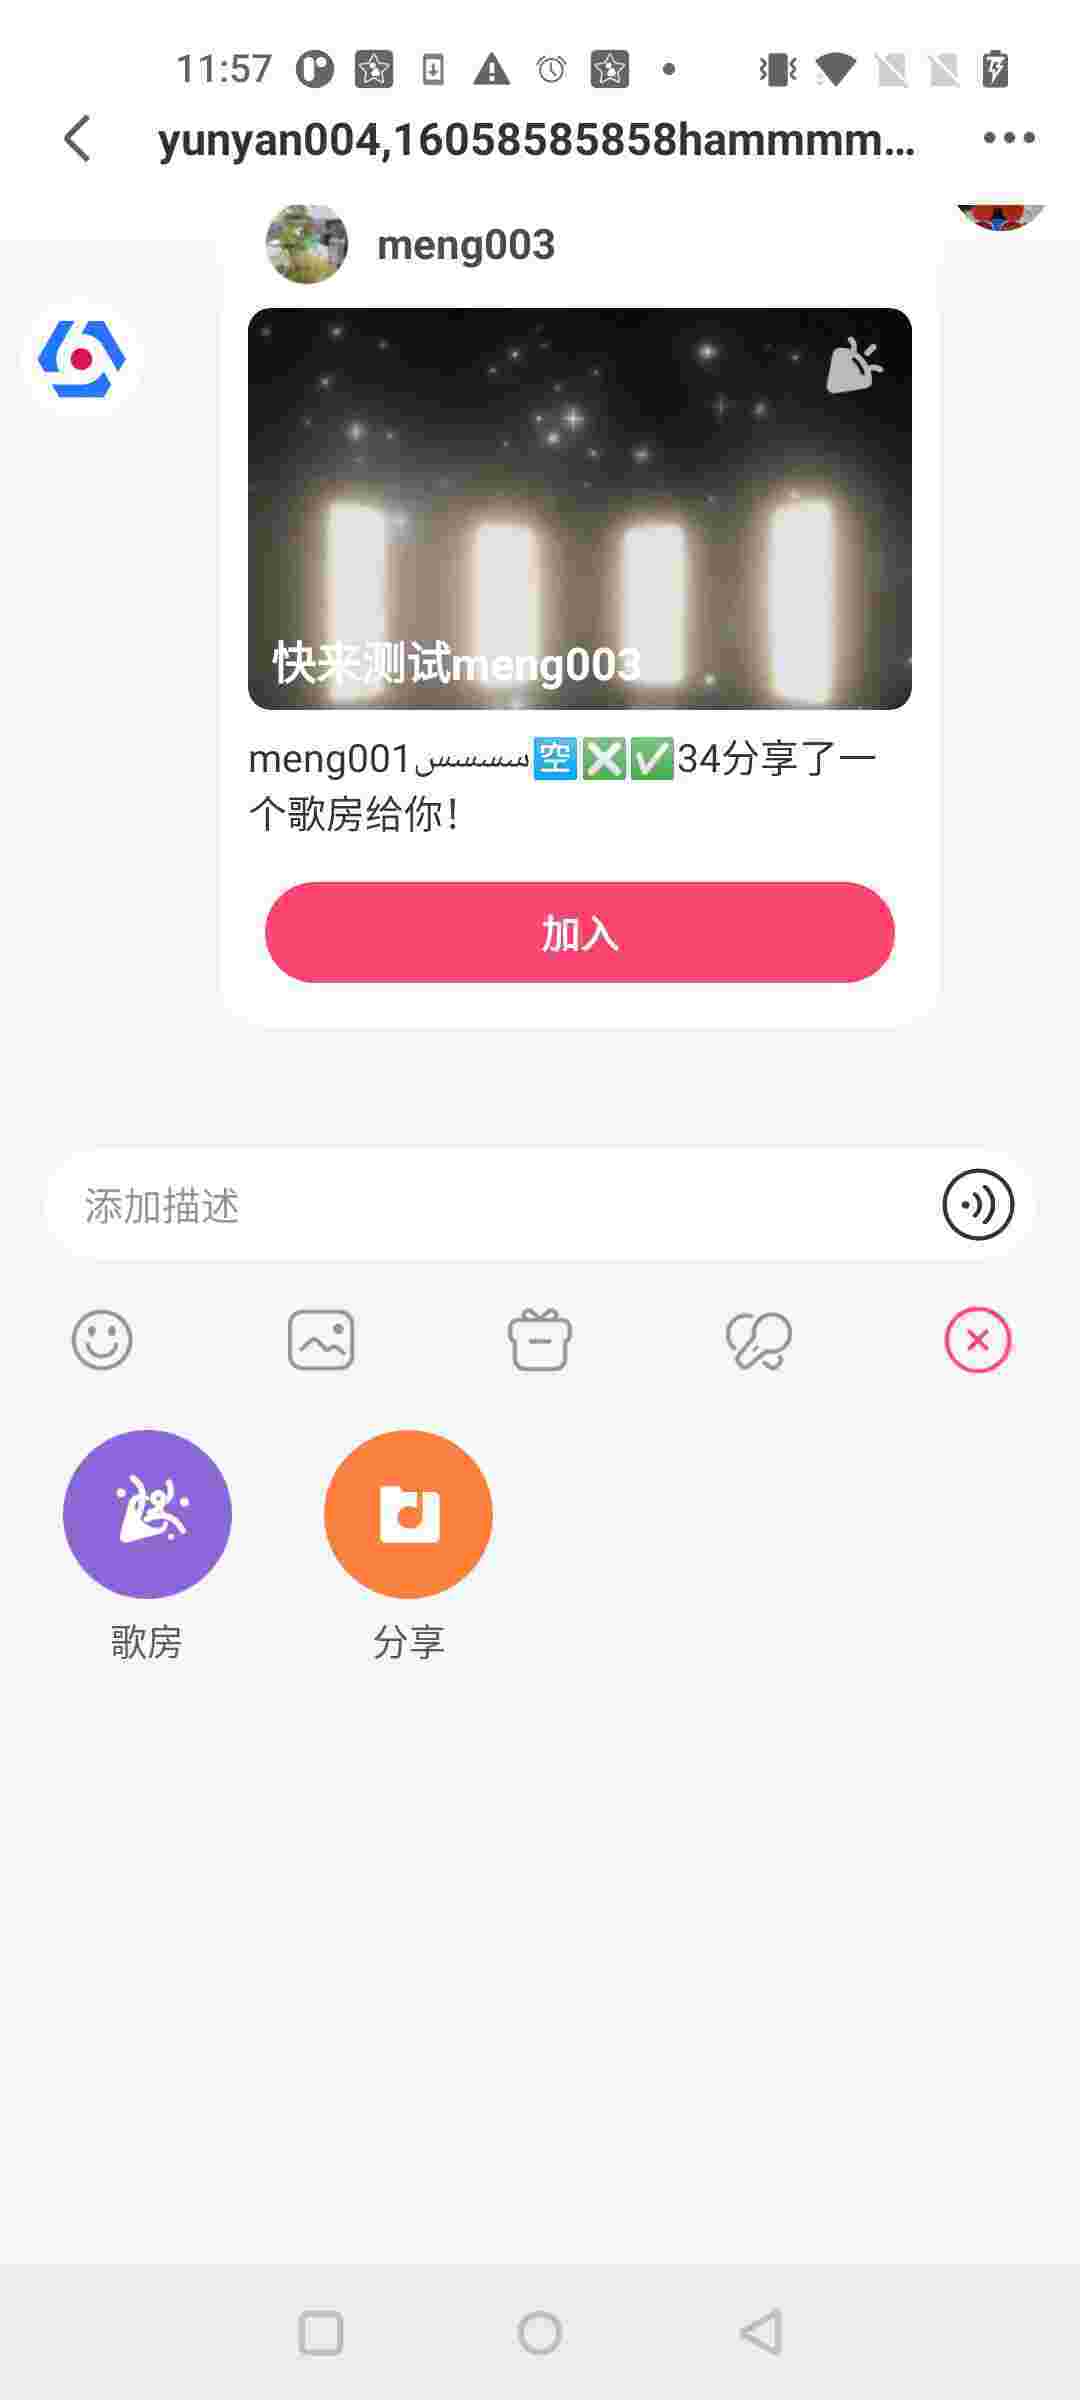 11:57
yunyan004,16058585858hammmm...
meng003
快来测试meng003
meng001سسسس🈳❎✅34分享了一
个歌房给你！
加入
添加描述
歌房
分享